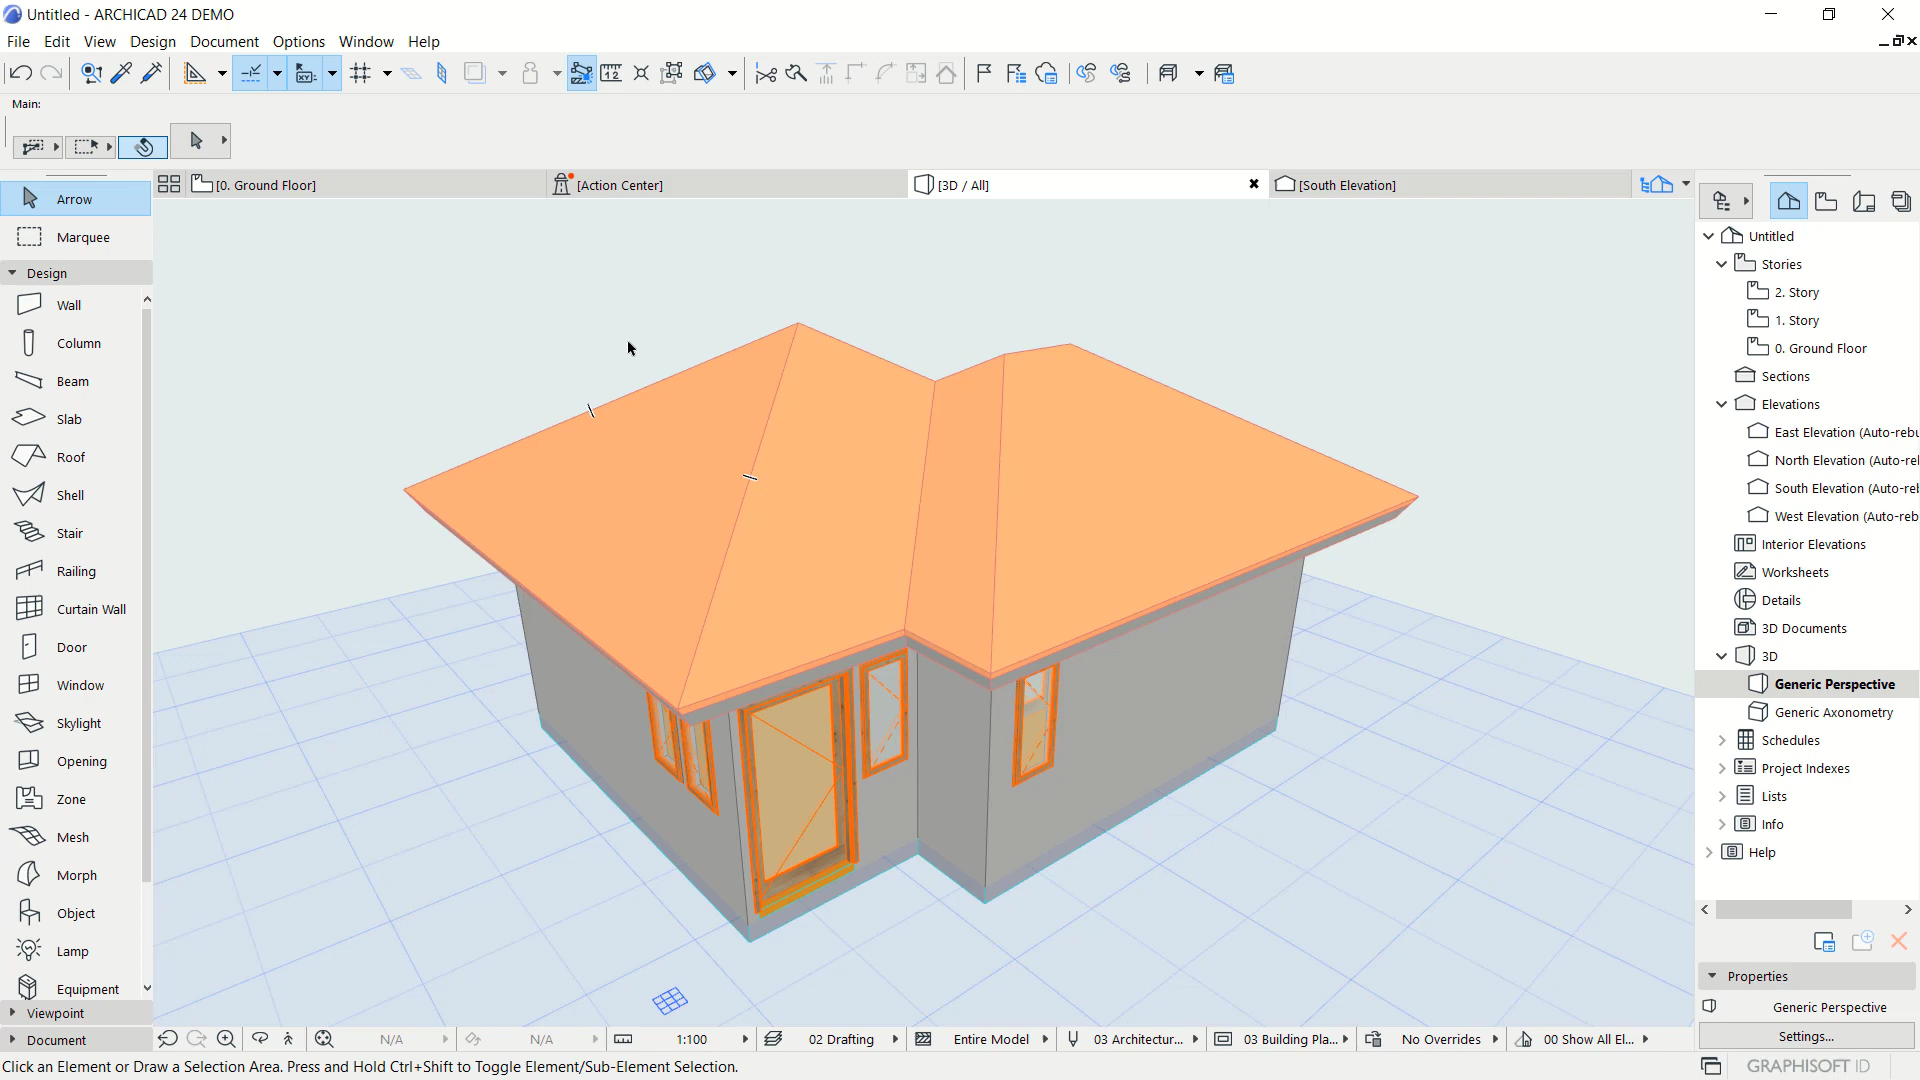 Untitled - ARCHICAD 24 DEMO
File Edit View Design Document Options Window Help
Main:
[0. Ground Floor] [Action Center] [3D / All] [South Elevation]
Arrow
Marquee
Design
Wall
Column
Beam
Slab
Roof
Shell
Stair
Railing
Curtain Wall
Door
Window
Skylight
Opening
Zone
Mesh
Morph
Object
Lamp
Equipment
Viewpoint
Document
Untitled
Stories
2. Story
1. Story
0. Ground Floor
Sections
Elevations
East Elevation (Auto-rebu
North Elevation (Auto-rel
South Elevation (Auto-rel
West Elevation (Auto-reb
Interior Elevations
Worksheets
Details
3D Documents
3D
Generic Perspective
Generic Axonometry
Schedules
Project Indexes
Lists
Info
Help
Properties
Generic Perspective
Settings...
N/A N/A 1:100 02 Drafting Entire Model 03 Architectur... 03 Building Pla... No Overrides 00 Show All El...
Click an Element or Draw a Selection Area. Press and Hold Ctrl+Shift to Toggle Element/Sub-Element Selection.
GRAPHISOFT ID